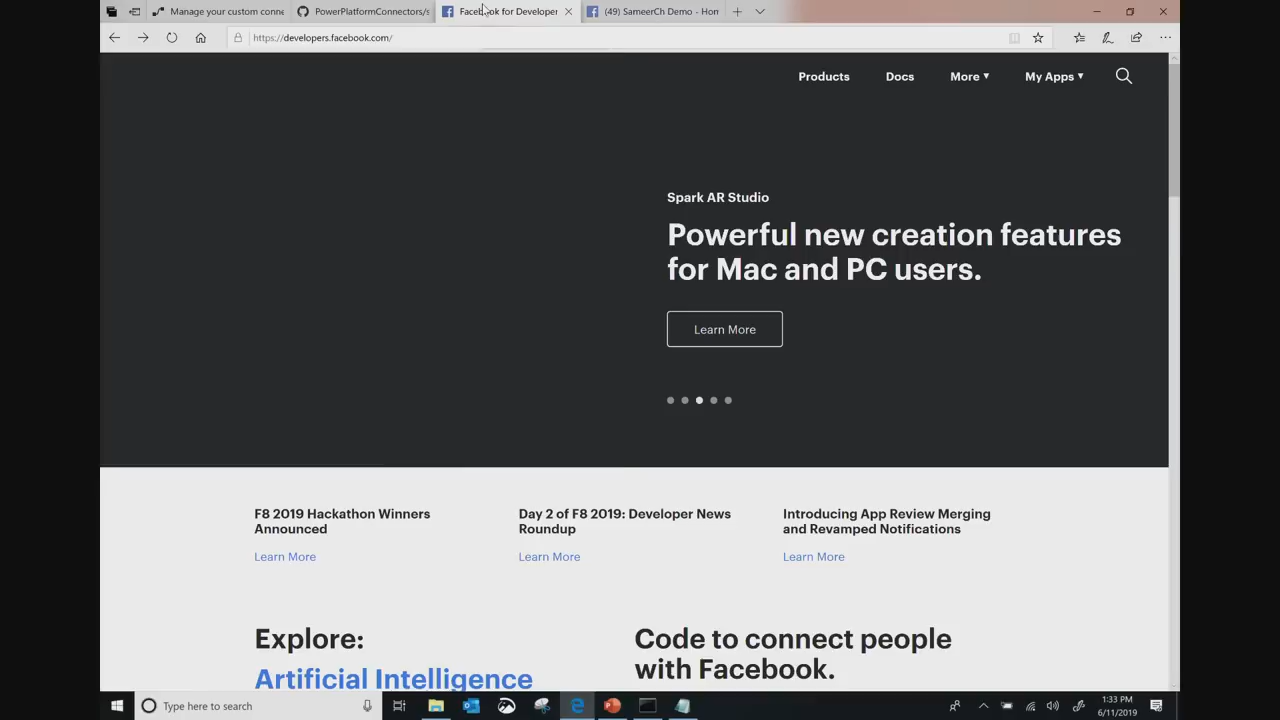 Manage your custom conne
PowerPlatformConnectors/s
Facebook for Developer
(49) SameerCh Demo - Hom
https://developers.facebook.com/
Products
Docs
More
My Apps
Spark AR Studio
Powerful new creation features
for Mac and PC users.
Learn More
F8 2019 Hackathon Winners
Announced
Learn More
Day 2 of F8 2019: Developer News
Roundup
Learn More
Introducing App Review Merging
and Revamped Notifications
Learn More
Explore:
Artificial Intelligence
Code to connect people
with Facebook.
Type here to search
1:33 PM
6/11/2019